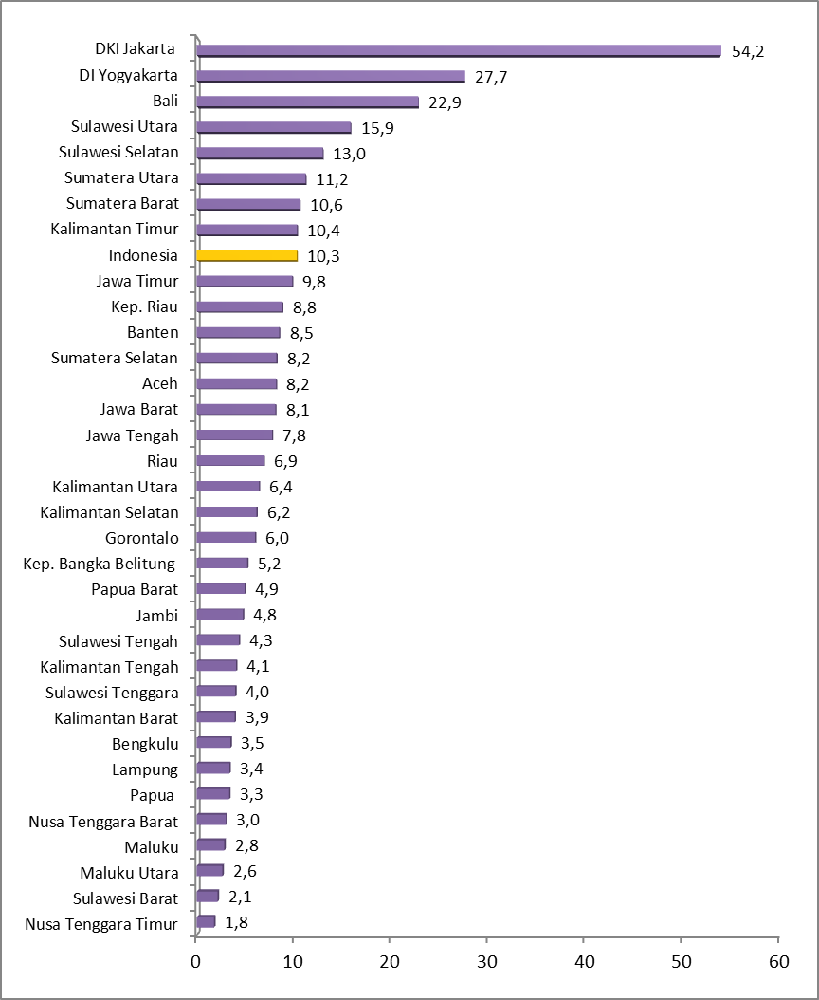 DKI Jakarta 54,2
DI Yogyakarta 27,7
Bali 22,9
Sulawesi Utara 15,9
Sulawesi Selatan 13,0
Sumatera Utara 11,2
Sumatera Barat 10,6
Kalimantan Timur 10,4
Indonesia 10,3
Jawa Timur 9,8
Kep. Riau 8,8
Banten 8,5
Sumatera Selatan 8,2
Aceh 8,2
Jawa Barat 8,1
Jawa Tengah 7,8
Riau 6,9
Kalimantan Utara 6,4
Kalimantan Selatan 6,2
Gorontalo 6,0
Kep. Bangka Belitung 5,2
Papua Barat 4,9
Jambi 4,8
Sulawesi Tengah 4,3
Kalimantan Tengah 4,1
Sulawesi Tenggara 4,0
Kalimantan Barat 3,9
Bengkulu 3,5
Lampung 3,4
Papua 3,3
Nusa Tenggara Barat 3,0
Maluku 2,8
Maluku Utara 2,6
Sulawesi Barat 2,1
Nusa Tenggara Timur 1,8
0 10 20 30 40 50 60